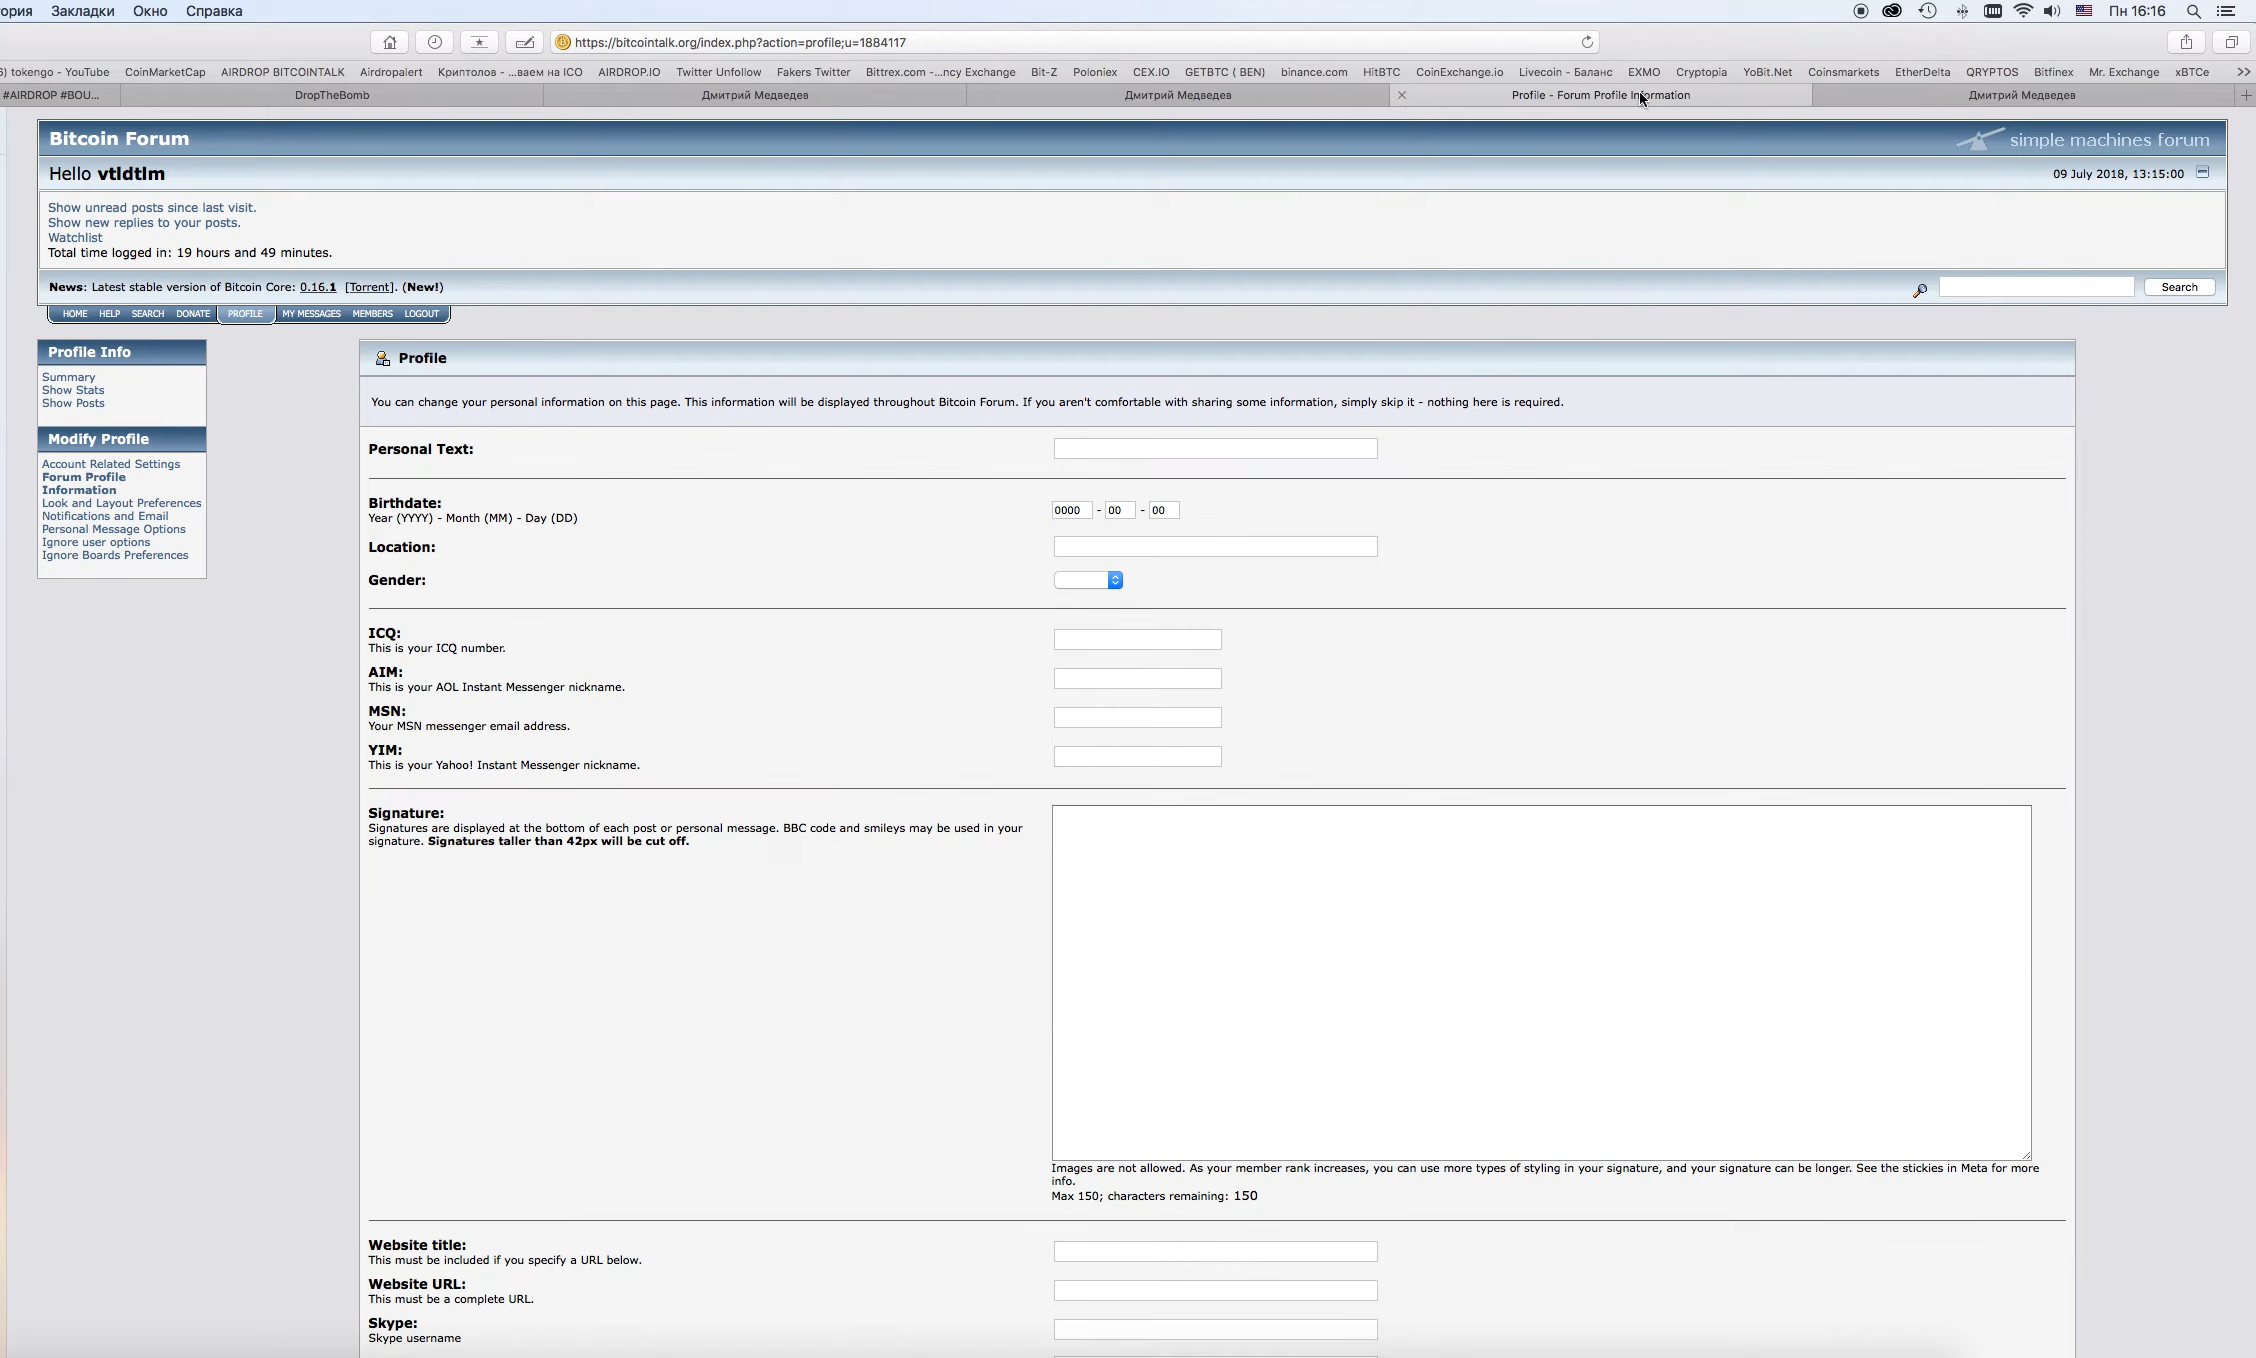 ория Закладки Окно Справка Пн 16:16
https://bitcointalk.org/index.php?action=profile;u=1884117
) tokengo - YouTube CoinMarketCap AIRDROP BITCOINTALK Airdropalert Криптолов - ...ваем на ICO AIRDROP.IO Twitter Unfollow Fakers Twitter Bittrex.com -...ncy Exchange Bit-Z Poloniex CEX.IO GETBTC ( BEN) binance.com HitBTC CoinExchange.io Livecoin - Баланс EXMO Cryptopia YoBit.Net Coinsmarkets EtherDelta QRYPTOS Bitfinex Mr. Exchange xBTCe
#AIRDROP #BOU... DropTheBomb Дмитрий Медведев Дмитрий Медведев Profile - Forum Profile Information Дмитрий Медведев
Bitcoin Forum simple machines forum
Hello vtldtlm 09 July 2018, 13:15:00
Show unread posts since last visit.
Show new replies to your posts.
Watchlist
Total time logged in: 19 hours and 49 minutes.
News: Latest stable version of Bitcoin Core: 0.16.1 [Torrent]. (New!) Search
HOME HELP SEARCH DONATE PROFILE MY MESSAGES MEMBERS LOGOUT
Profile Info
Summary
Show Stats
Show Posts
Modify Profile
Account Related Settings
Forum Profile
Information
Look and Layout Preferences
Notifications and Email
Personal Message Options
Ignore user options
Ignore Boards Preferences
Profile
You can change your personal information on this page. This information will be displayed throughout Bitcoin Forum. If you aren't comfortable with sharing some information, simply skip it - nothing here is required.
Personal Text:
Birthdate:
Year (YYYY) - Month (MM) - Day (DD) 0000 - 00 - 00
Location:
Gender:
ICQ:
This is your ICQ number.
AIM:
This is your AOL Instant Messenger nickname.
MSN:
Your MSN messenger email address.
YIM:
This is your Yahoo! Instant Messenger nickname.
Signature:
Signatures are displayed at the bottom of each post or personal message. BBC code and smileys may be used in your
signature. Signatures taller than 42px will be cut off.
Images are not allowed. As your member rank increases, you can use more types of styling in your signature, and your signature can be longer. See the stickies in Meta for more
info.
Max 150; characters remaining: 150
Website title:
This must be included if you specify a URL below.
Website URL:
This must be a complete URL.
Skype:
Skype username